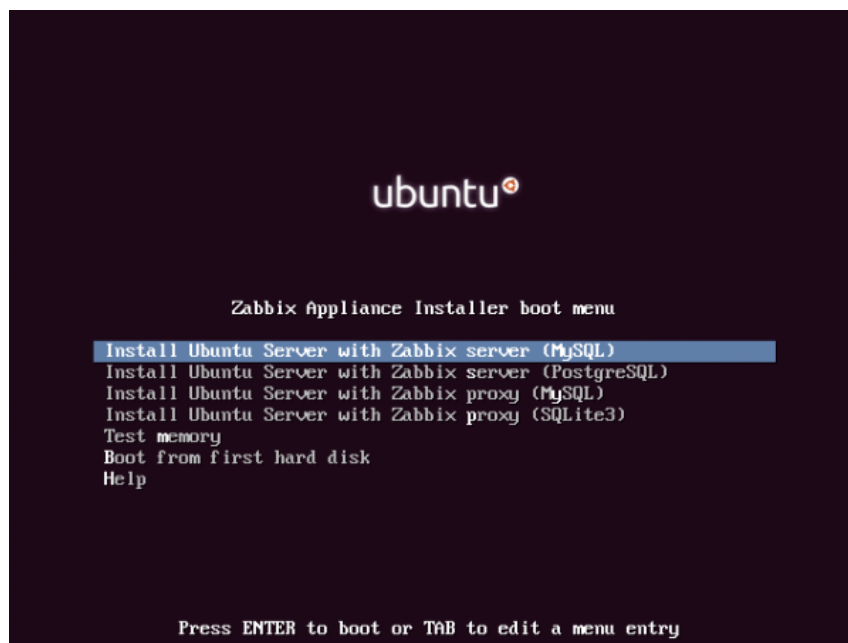 ubuntu
Zabbix Appliance Installer boot menu
Install Ubuntu Server with Zabbix server (MySQL)
Install Ubuntu Server with Zabbix server (PostgreSQL)
Install Ubuntu Server with Zabbix proxy (MySQL)
Install Ubuntu Server with Zabbix proxy (SQLite3)
Test memory
Boot from first hard disk
Help
Press ENTER to boot or TAB to edit a menu entry